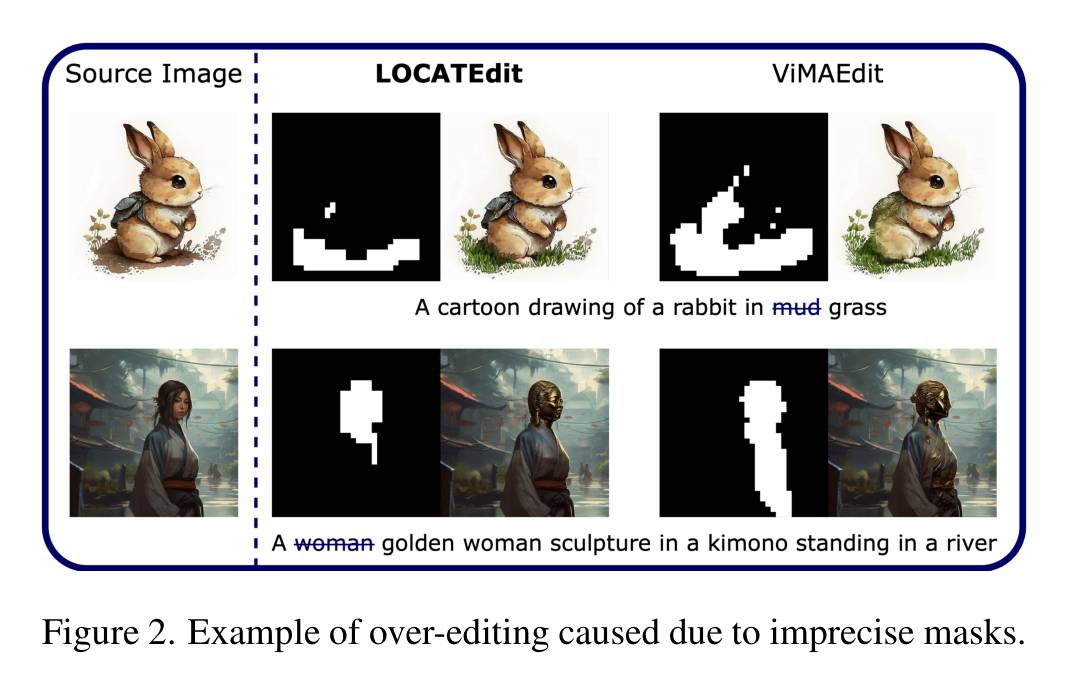 Source Image
LOCATEdit
ViMAEdit
A cartoon drawing of a rabbit in mud grass
A woman golden woman sculpture in a kimono standing in a river
Figure 2. Example of over-editing caused due to imprecise masks.